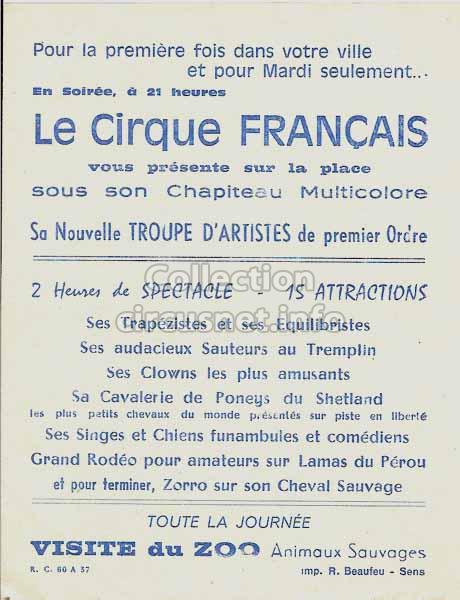 Pour la première fois dans votre ville
et pour Mardi seulement...
En Soirée, à 21 heures
Le Cirque FRANÇAIS
vous présente sur la place
sous son Chapiteau Multicolore
Sa Nouvelle TROUPE D'ARTISTES de premier Ordre
Collection
circusnet.info
2 Heures de SPECTACLE - 15 ATTRACTIONS
Ses Trapézistes et ses Equilibristes
Ses audacieux Sauteurs au Tremplin
Ses Clowns les plus amusants
Sa Cavalerie de Poneys du Shetland
les plus petits chevaux du monde présentés sur piste en liberté
Ses Singes et Chiens funambules et comédiens
Grand Rodéo pour amateurs sur Lamas du Pérou
et pour terminer, Zorro sur son Cheval Sauvage
TOUTE LA JOURNÉE
VISITE du ZOO Animaux Sauvages
R. C. 60 A 37 Imp. R. Beaufeu - Sens